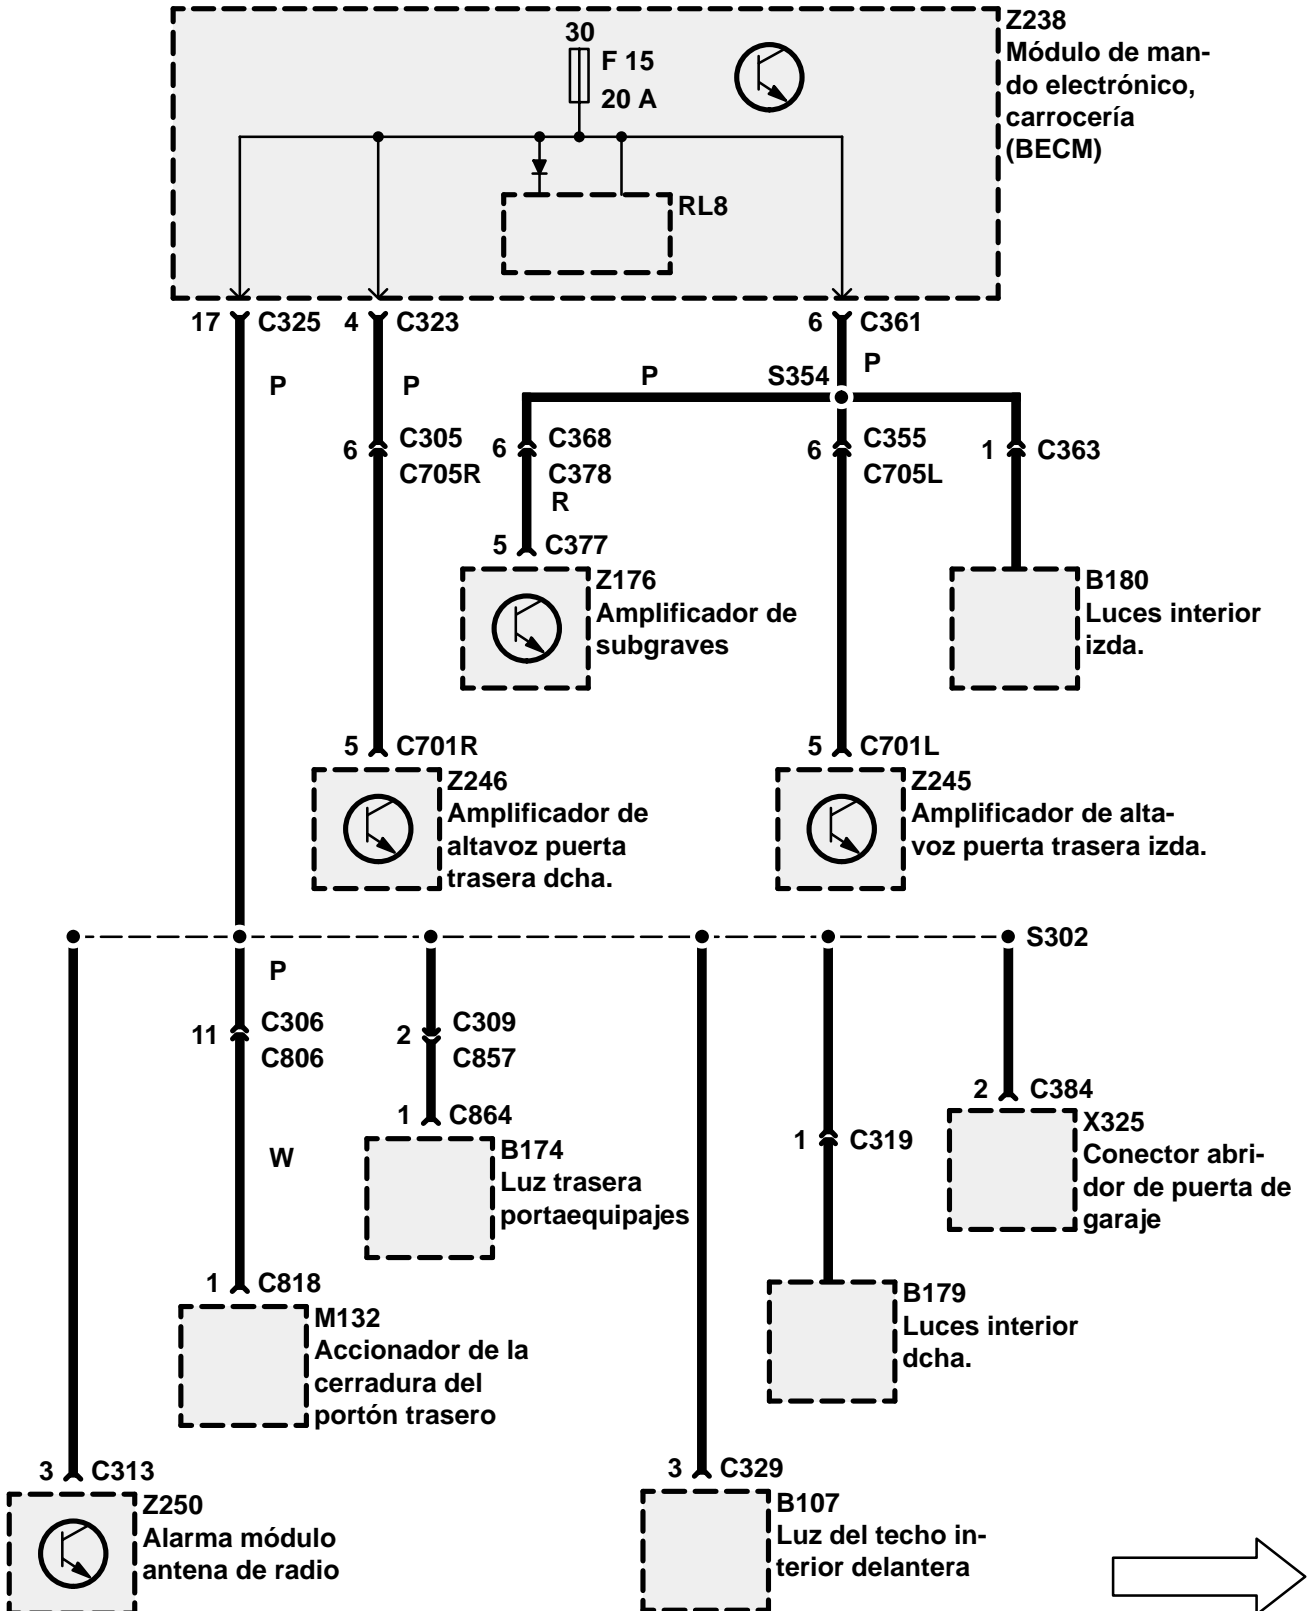 Z238
Módulo de man-
do electrónico,
carrocería
(BECM)
30
F 15
20 A
RL8
17 C325
4 C323
6 C361
P
P
P
P
S354
6 C305
C705R
6 C368
C378
R
6 C355
C705L
1 C363
5 C377
Z176
Amplificador de
subgraves
B180
Luces interior
izda.
5 C701R
Z246
Amplificador de
altavoz puerta
trasera dcha.
5 C701L
Z245
Amplificador de alta-
voz puerta trasera izda.
S302
P
11 C306
C806
2 C309
C857
W
1 C864
B174
Luz trasera
portaequipajes
1 C319
2 C384
X325
Conector abri-
dor de puerta de
garaje
1 C818
M132
Accionador de la
cerradura del
portón trasero
B179
Luces interior
dcha.
3 C313
Z250
Alarma módulo
antena de radio
3 C329
B107
Luz del techo in-
terior delantera